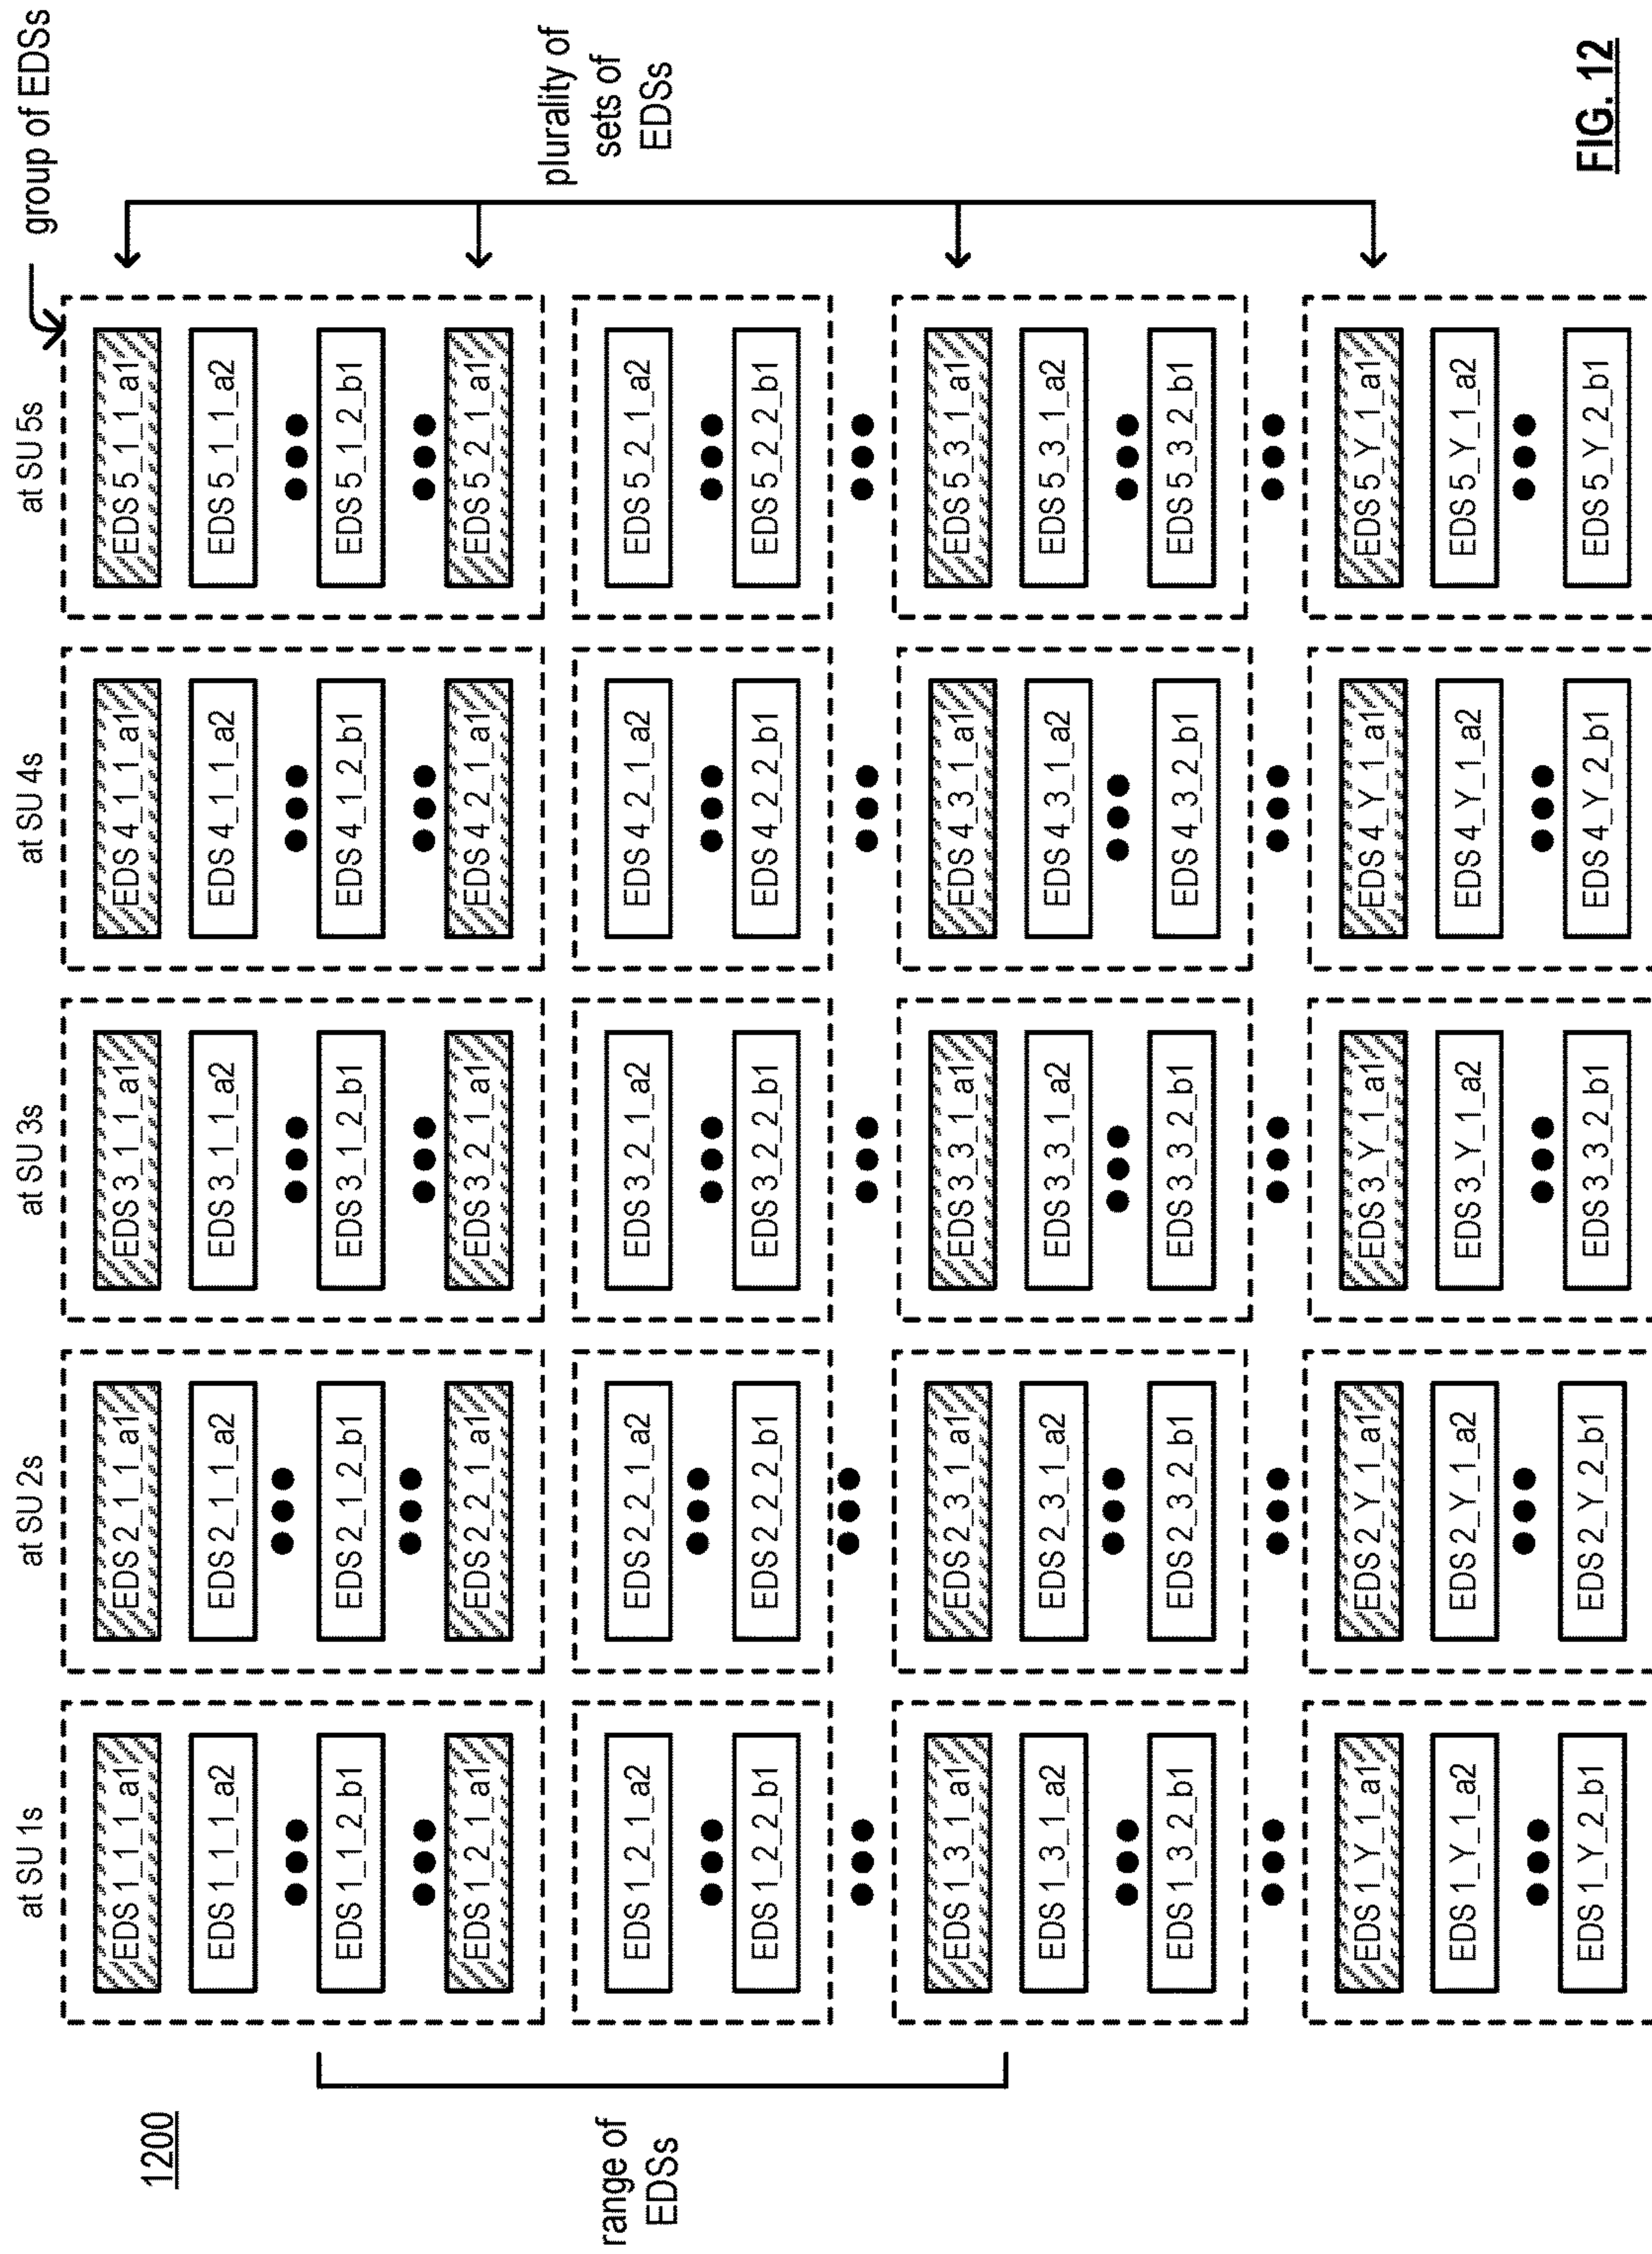 at SU 1s
at SU 2s
at SU 3s
at SU 4s
at SU 5s
group of EDSs
1200
EDS 1_1_1_a1
EDS 2_1_1_a1
EDS 3_1_1_a1
EDS 4_1_1_a1
EDS 5_1_1_a1
EDS 1_1_1_a2
EDS 2_1_1_a2
EDS 3_1_1_a2
EDS 4_1_1_a2
EDS 5_1_1_a2
EDS 1_1_2_b1
EDS 2_1_2_b1
EDS 3_1_2_b1
EDS 4_1_2_b1
EDS 5_1_2_b1
EDS 1_2_1_a1
EDS 2_2_1_a1
EDS 3_2_1_a1
EDS 4_2_1_a1
EDS 5_2_1_a1
range of
EDSs
EDS 1_2_1_a2
EDS 2_2_1_a2
EDS 3_2_1_a2
EDS 4_2_1_a2
EDS 5_2_1_a2
plurality of
sets of
EDSs
EDS 1_2_2_b1
EDS 2_2_2_b1
EDS 3_2_2_b1
EDS 4_2_2_b1
EDS 5_2_2_b1
EDS 1_3_1_a1
EDS 2_3_1_a1
EDS 3_3_1_a1
EDS 4_3_1_a1
EDS 5_3_1_a1
EDS 1_3_1_a2
EDS 2_3_1_a2
EDS 3_3_1_a2
EDS 4_3_1_a2
EDS 5_3_1_a2
EDS 1_3_2_b1
EDS 2_3_2_b1
EDS 3_3_2_b1
EDS 4_3_2_b1
EDS 5_3_2_b1
EDS 1_Y_1_a1
EDS 2_Y_1_a1
EDS 3_Y_1_a1
EDS 4_Y_1_a1
EDS 5_Y_1_a1
EDS 1_Y_1_a2
EDS 2_Y_1_a2
EDS 3_Y_1_a2
EDS 4_Y_1_a2
EDS 5_Y_1_a2
EDS 1_Y_2_b1
EDS 2_Y_2_b1
EDS 3_3_2_b1
EDS 4_Y_2_b1
EDS 5_Y_2_b1
FIG. 12